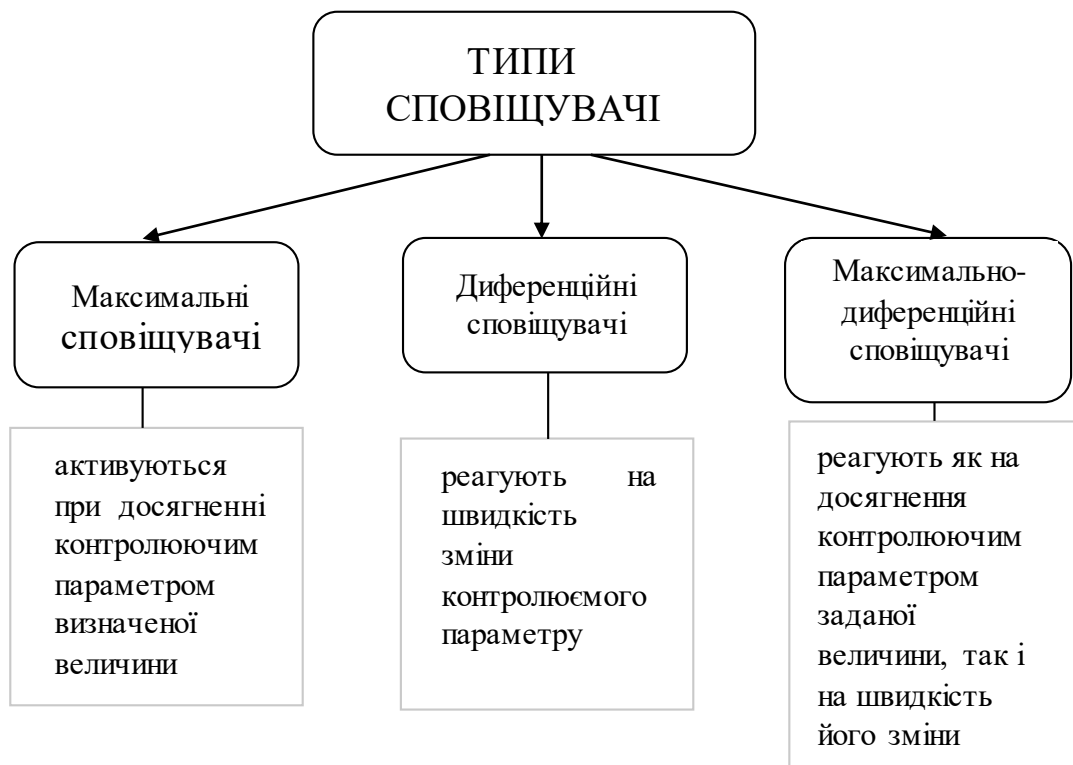 ТИПИ
СПОВІЩУВАЧІ
Максимальні
сповіщувачі
активуються
при досягненні
контролюючим
параметром
визначеної
величини
Диференційні
сповіщувачі
реагують на
швидкість
зміни
контролюємого
параметру
Максимально-
диференційні
сповіщувачі
реагують як на
досягнення
контролюючим
параметром
заданої
величини, так і
на швидкість
його зміни